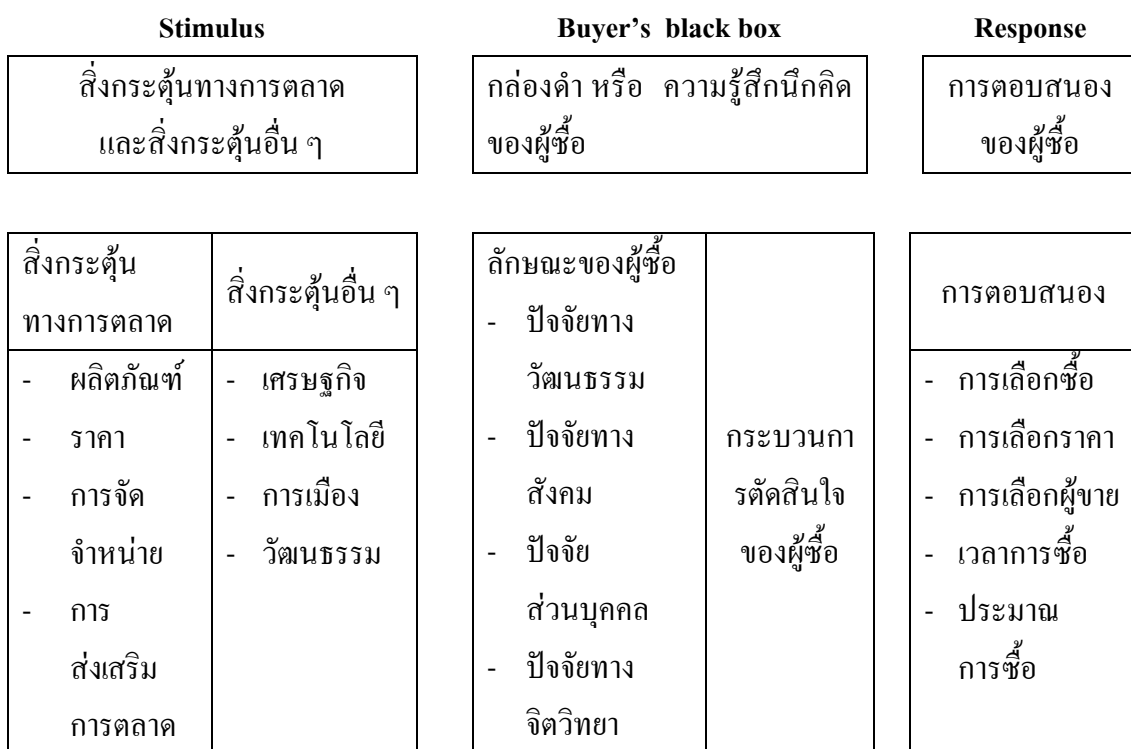 Stimulus
Buyer's black box
Response
สิ่งกระตุ้นทางการตลาด
และสิ่งกระตุ้นอื่น ๆ
กล่องดำ หรือ ความรู้สึกนึกคิด
ของผู้ซื้อ
การตอบสนอง
ของผู้ซื้อ
สิ่งกระตุ้น
ทางการตลาด
สิ่งกระตุ้นอื่น ๆ
- ผลิตภัณฑ์
- ราคา
- การจัด
จำหน่าย
- การ
ส่งเสริม
การตลาด
- เศรษฐกิจ
- เทคโนโลยี
- การเมือง
- วัฒนธรรม
ลักษณะของผู้ซื้อ
- ปัจจัยทาง
วัฒนธรรม
- ปัจจัยทาง
สังคม
- ปัจจัย
ส่วนบุคคล
- ปัจจัยทาง
จิตวิทยา
กระบวนกา
รตัดสินใจ
ของผู้ซื้อ
การตอบสนอง
- การเลือกซื้อ
- การเลือกราคา
- การเลือกผู้ขาย
- เวลาการซื้อ
- ประมาณ
การซื้อ